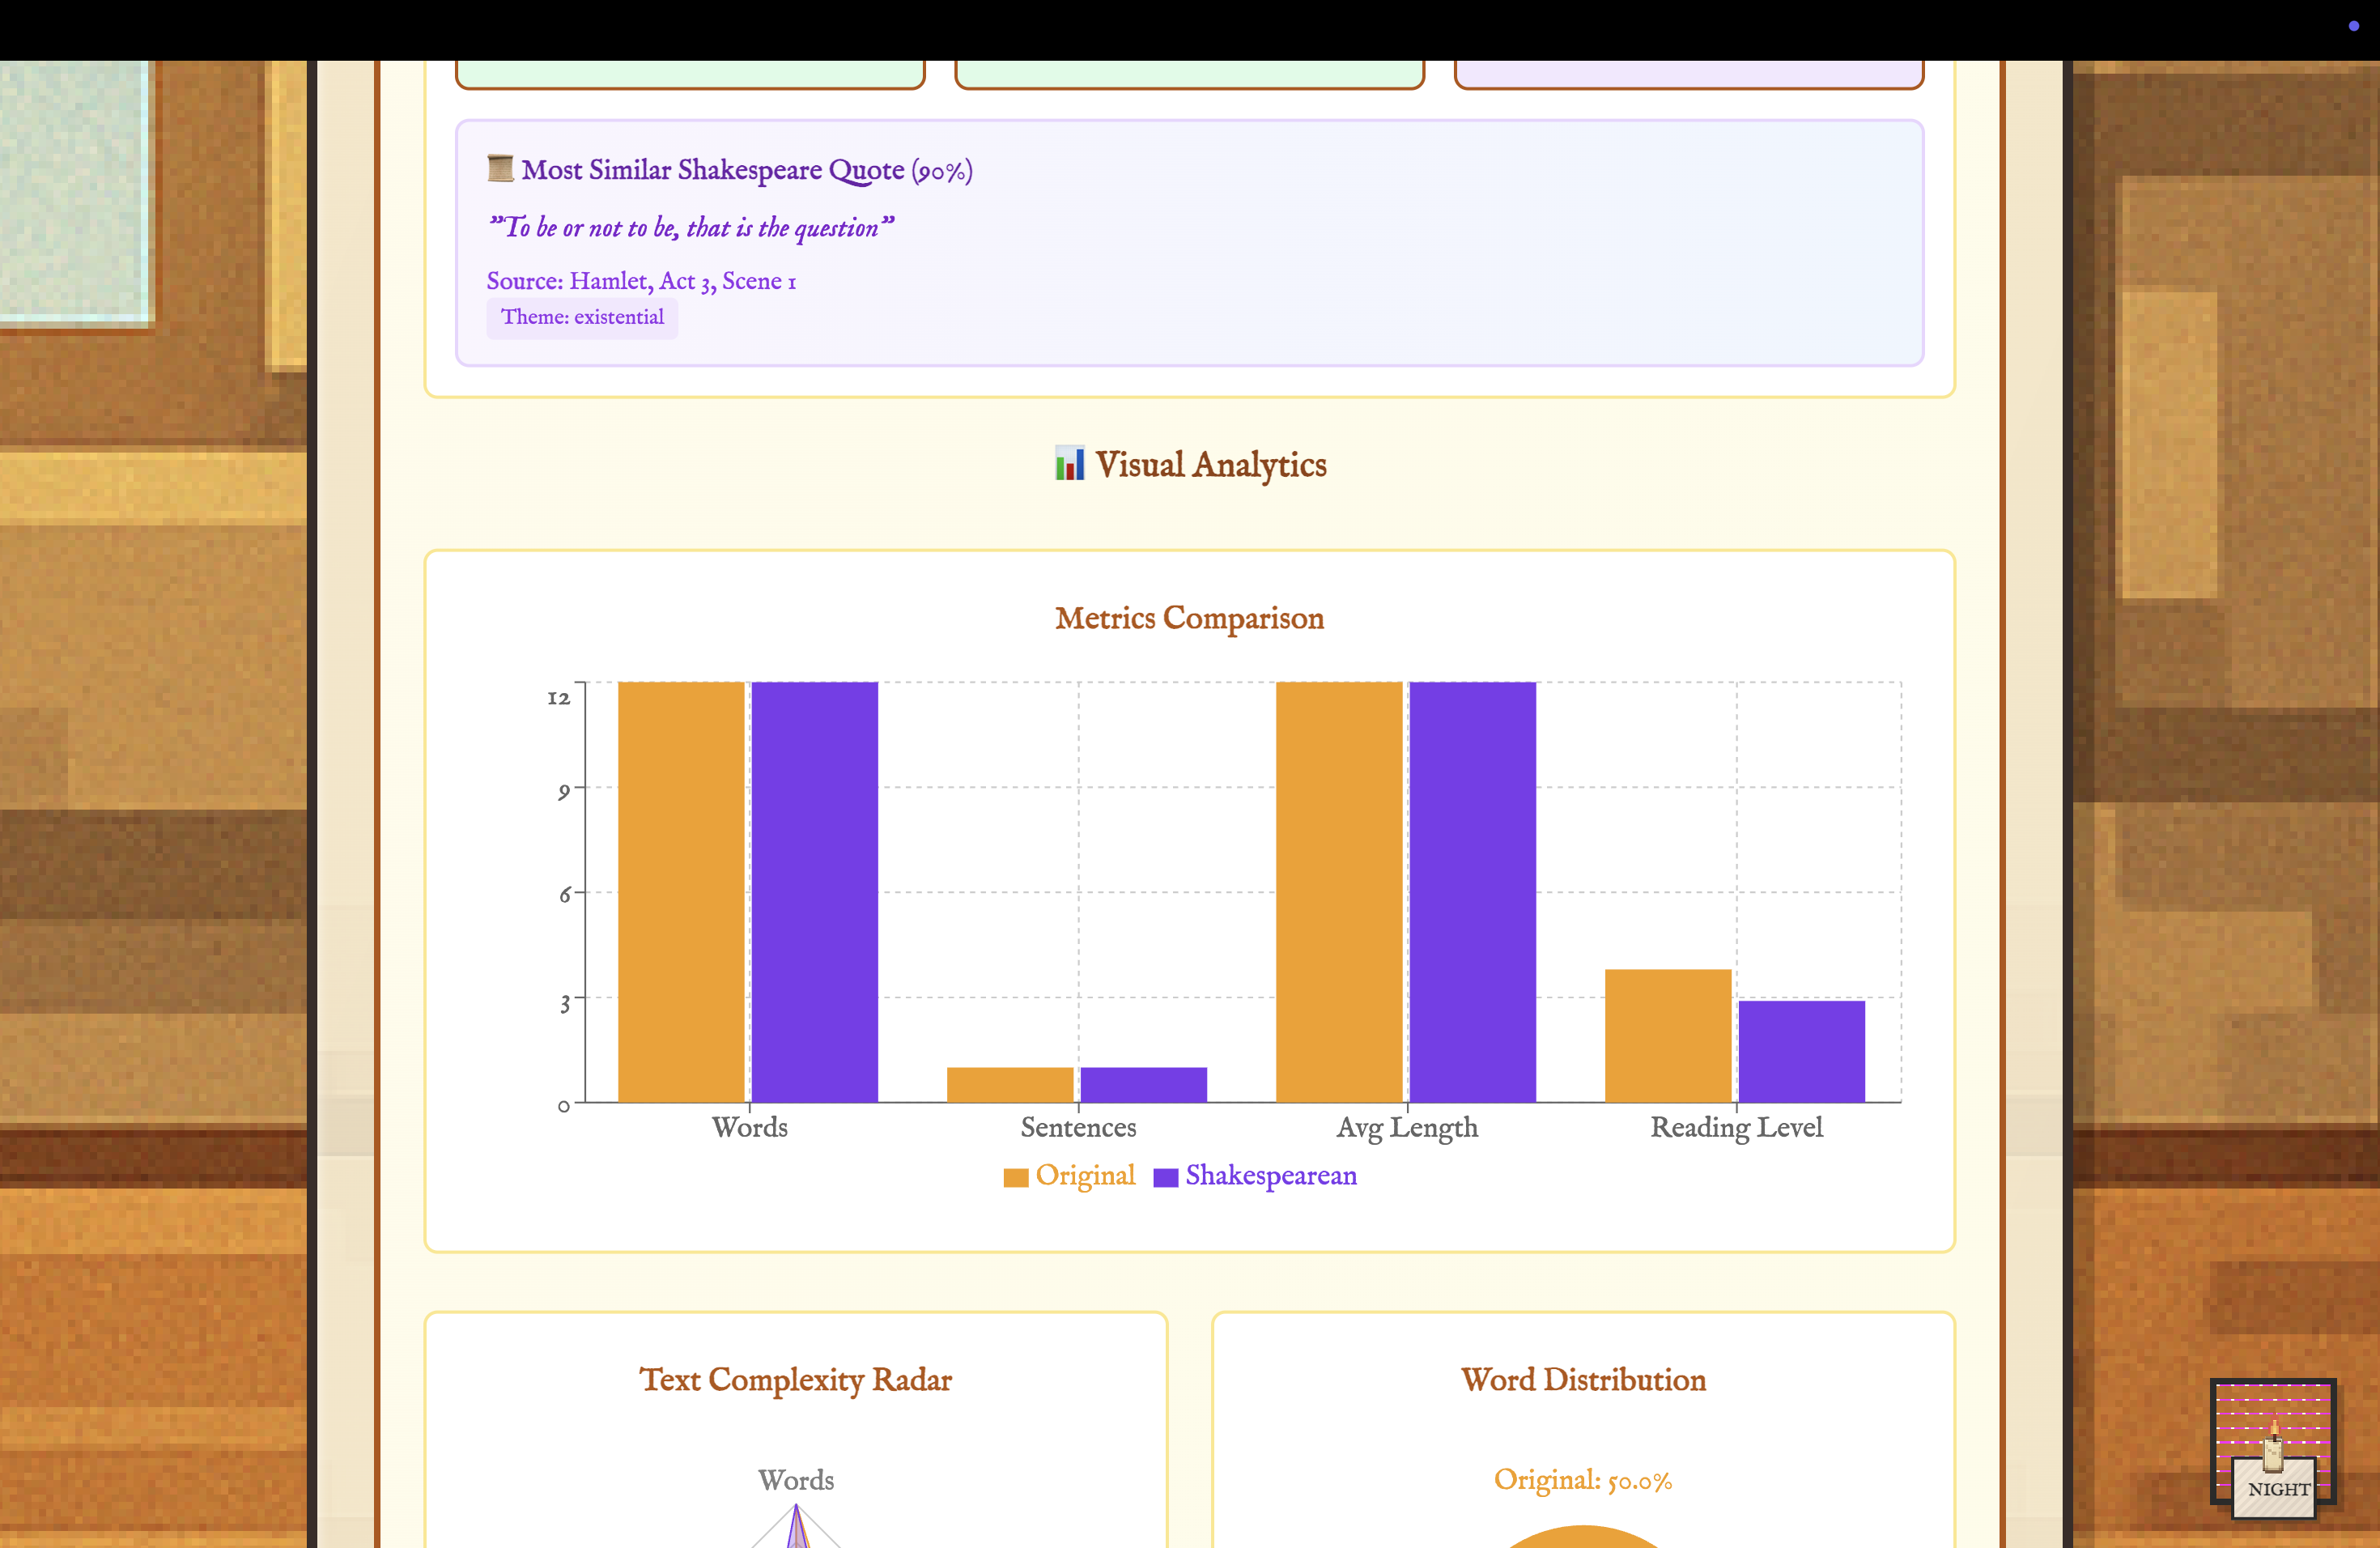 Most Similar Shakespeare Quote (90%)
"To be or not to be, that is the question"
Source: Hamlet, Act 3, Scene 1
Theme: existential
Visual Analytics
Metrics Comparison
12
9
6
3
0
Words Sentences Avg Length Reading Level
Original Shakespearean
Text Complexity Radar
Words
Word Distribution
Original: 50.0%
NIGHT